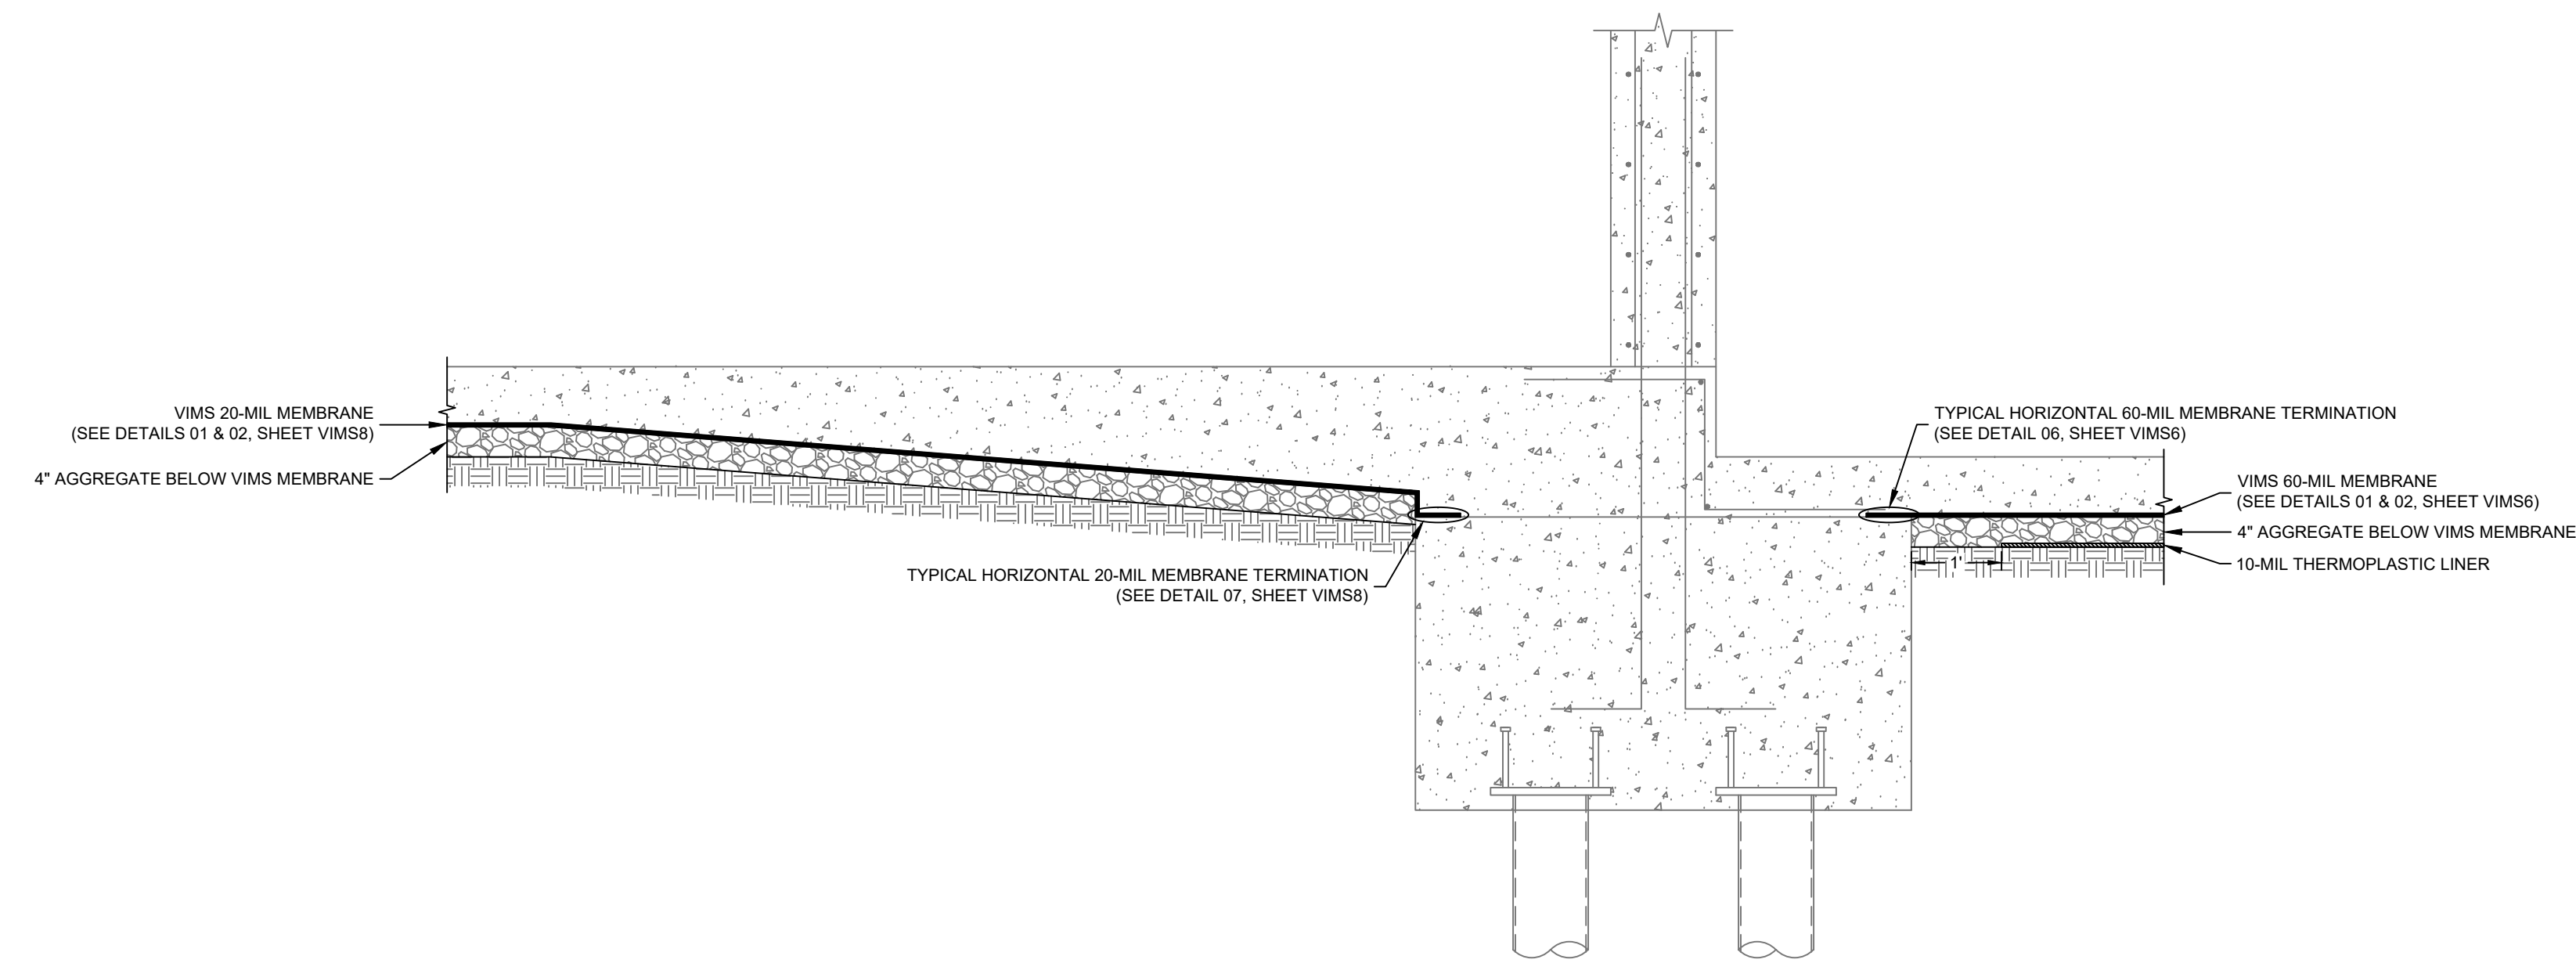 VIMS 20-MIL MEMBRANE
(SEE DETAILS 01 & 02, SHEET VIMS8)
4" AGGREGATE BELOW VIMS MEMBRANE
TYPICAL HORIZONTAL 20-MIL MEMBRANE TERMINATION
(SEE DETAIL 07, SHEET VIMS8)
TYPICAL HORIZONTAL 60-MIL MEMBRANE TERMINATION
(SEE DETAIL 06, SHEET VIMS6)
VIMS 60-MIL MEMBRANE
(SEE DETAILS 01 & 02, SHEET VIMS6)
4" AGGREGATE BELOW VIMS MEMBRANE
10-MIL THERMOPLASTIC LINER
1'